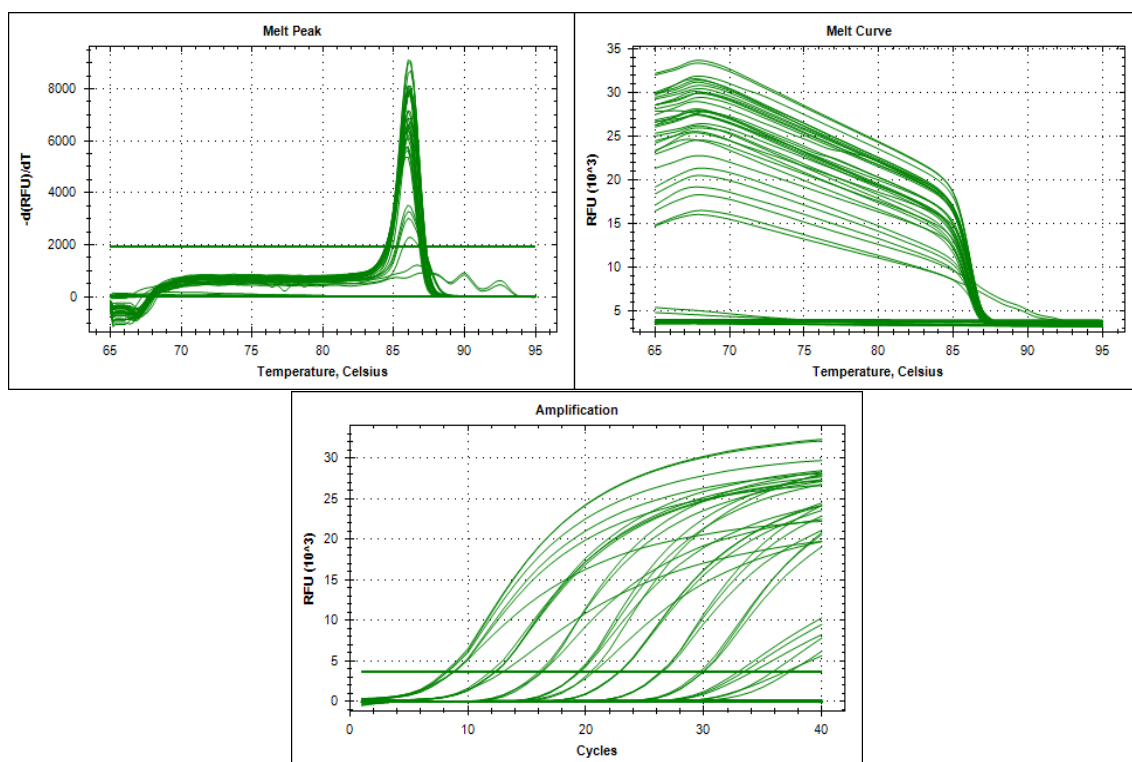 Melt Peak
8000
6000
4000
2000
0
-d(RFU)/dT
65 70 75 80 85 90 95
Temperature, Celsius
Melt Curve
35
30
25
20
15
10
5
RFU (10^3)
65 70 75 80 85 90 95
Temperature, Celsius
Amplification
30
25
20
15
10
5
0
RFU (10^3)
0 10 20 30 40
Cycles